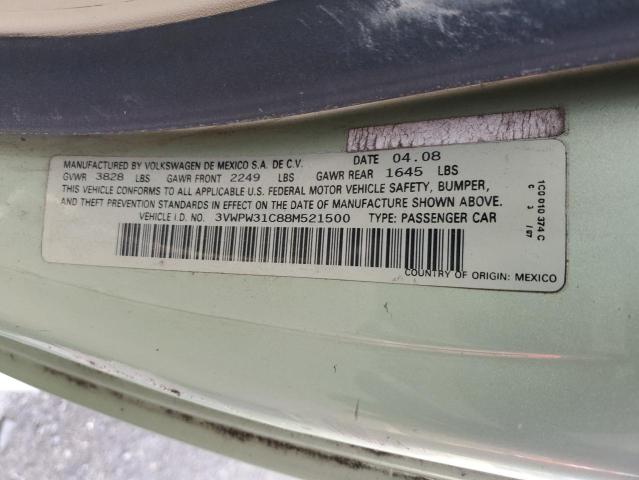 MANUFACTURED BY VOLKSWAGEN DE MEXICO S.A. DE C.V. DATE 04.08
GVWR 3828 LBS GAWR FRONT 2249 LBS GAWR REAR 1645 LBS
THIS VEHICLE CONFORMS TO ALL APPLICABLE U.S. FEDERAL MOTOR VEHICLE SAFETY, BUMPER,
AND THEFT PREVENTION STANDARDS IN EFFECT ON THE DATE OF MANUFACTURE SHOWN ABOVE.
VEHICLE I.D. NO. 3VWPW31C88M521500 TYPE: PASSENGER CAR
COUNTRY OF ORIGIN: MEXICO
1C0 010 374 C
C 3 / 07